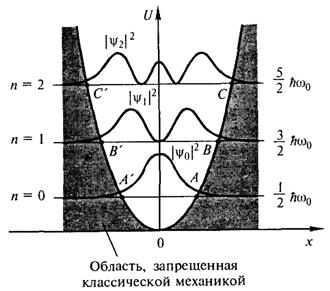 U
|ψ₂|²
n = 2
C′
C
5/2 ħω₀
|ψ₁|²
n = 1
B′
B
3/2 ħω₀
|ψ₀|²
A′
A
n = 0
1/2 ħω₀
0
x
Область, запрещенная
классической механикой